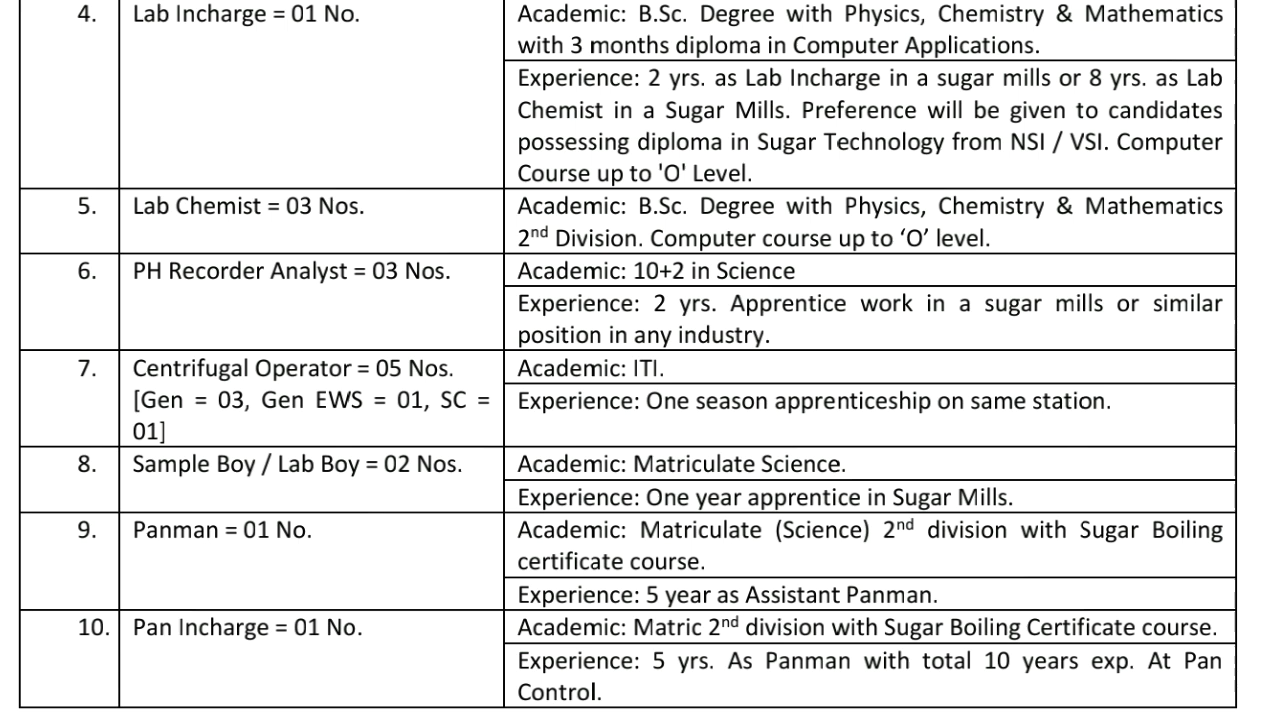 4. Lab Incharge = 01 No.
Academic: B.Sc. Degree with Physics, Chemistry & Mathematics
with 3 months diploma in Computer Applications.
Experience: 2 yrs. as Lab Incharge in a sugar mills or 8 yrs. as Lab
Chemist in a Sugar Mills. Preference will be given to candidates
possessing diploma in Sugar Technology from NSI / VSI. Computer
Course up to 'O' Level.
5. Lab Chemist = 03 Nos.
Academic: B.Sc. Degree with Physics, Chemistry & Mathematics
2nd Division. Computer course up to ‘O’ level.
6. PH Recorder Analyst = 03 Nos.
Academic: 10+2 in Science
Experience: 2 yrs. Apprentice work in a sugar mills or similar
position in any industry.
7. Centrifugal Operator = 05 Nos.
[Gen = 03, Gen EWS = 01, SC =
01]
Academic: ITI.
Experience: One season apprenticeship on same station.
8. Sample Boy / Lab Boy = 02 Nos.
Academic: Matriculate Science.
Experience: One year apprentice in Sugar Mills.
9. Panman = 01 No.
Academic: Matriculate (Science) 2nd division with Sugar Boiling
certificate course.
Experience: 5 year as Assistant Panman.
10. Pan Incharge = 01 No.
Academic: Matric 2nd division with Sugar Boiling Certificate course.
Experience: 5 yrs. As Panman with total 10 years exp. At Pan
Control.